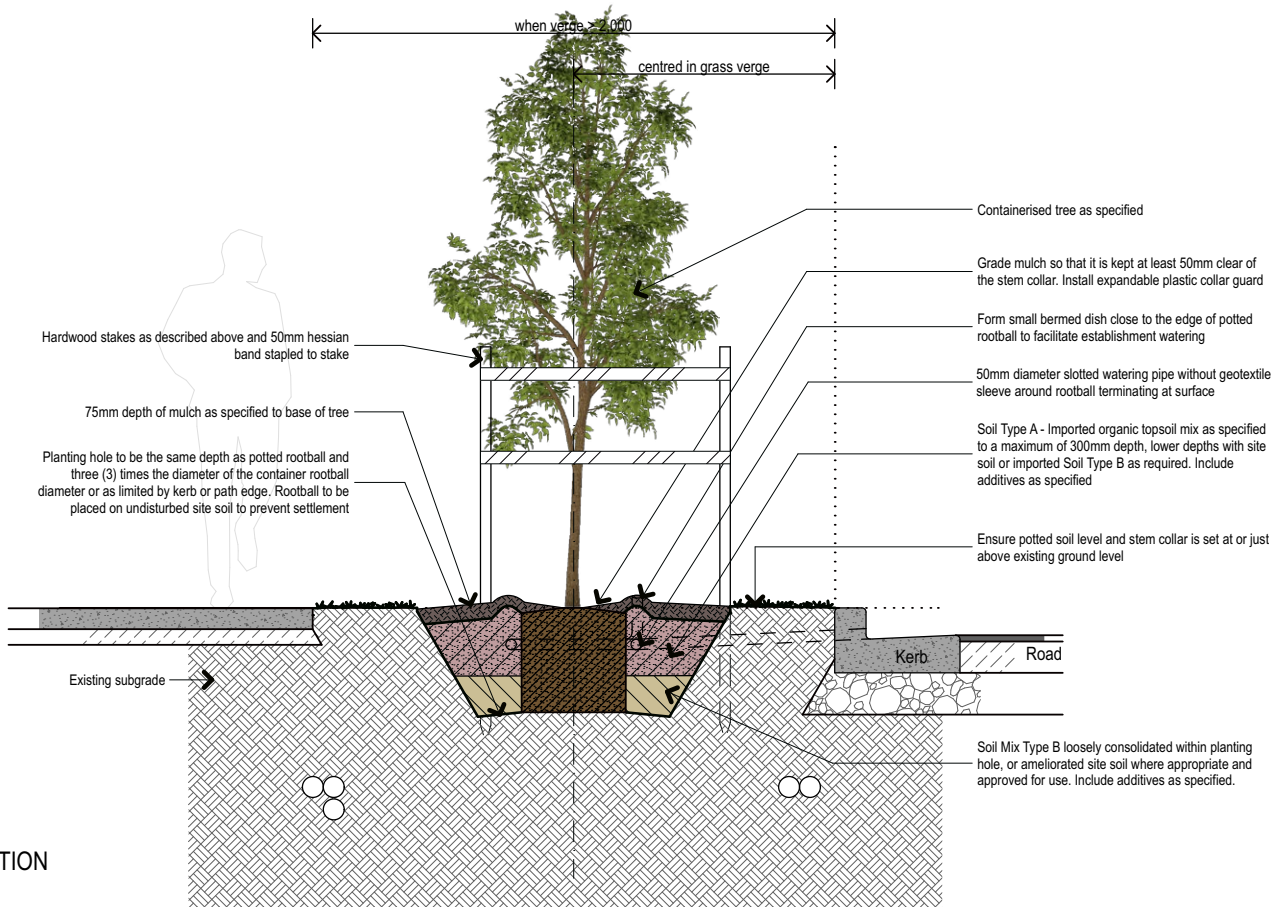 when verge > 2,000
centred in grass verge
Containerised tree as specified
Grade mulch so that it is kept at least 50mm clear of
the stem collar. Install expandable plastic collar guard
Form small bermed dish close to the edge of potted
rootball to facilitate establishment watering
50mm diameter slotted watering pipe without geotextile
sleeve around rootball terminating at surface
Soil Type A - Imported organic topsoil mix as specified
to a maximum of 300mm depth, lower depths with site
soil or imported Soil Type B as required. Include
additives as specified
Ensure potted soil level and stem collar is set at or just
above existing ground level
Hardwood stakes as described above and 50mm hessian
band stapled to stake
75mm depth of mulch as specified to base of tree
Planting hole to be the same depth as potted rootball and
three (3) times the diameter of the container rootball
diameter or as limited by kerb or path edge. Rootball to be
placed on undisturbed site soil to prevent settlement
Existing subgrade
Kerb
Road
Soil Mix Type B loosely consolidated within planting
hole, or ameliorated site soil where appropriate and
approved for use. Include additives as specified.
TION